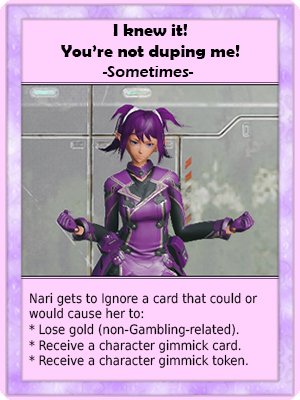 I knew it!
You're not duping me!
-Sometimes-
Nari gets to Ignore a card that could or
would cause her to:
* Lose gold (non-Gambling-related).
* Receive a character gimmick card.
* Receive a character gimmick token.